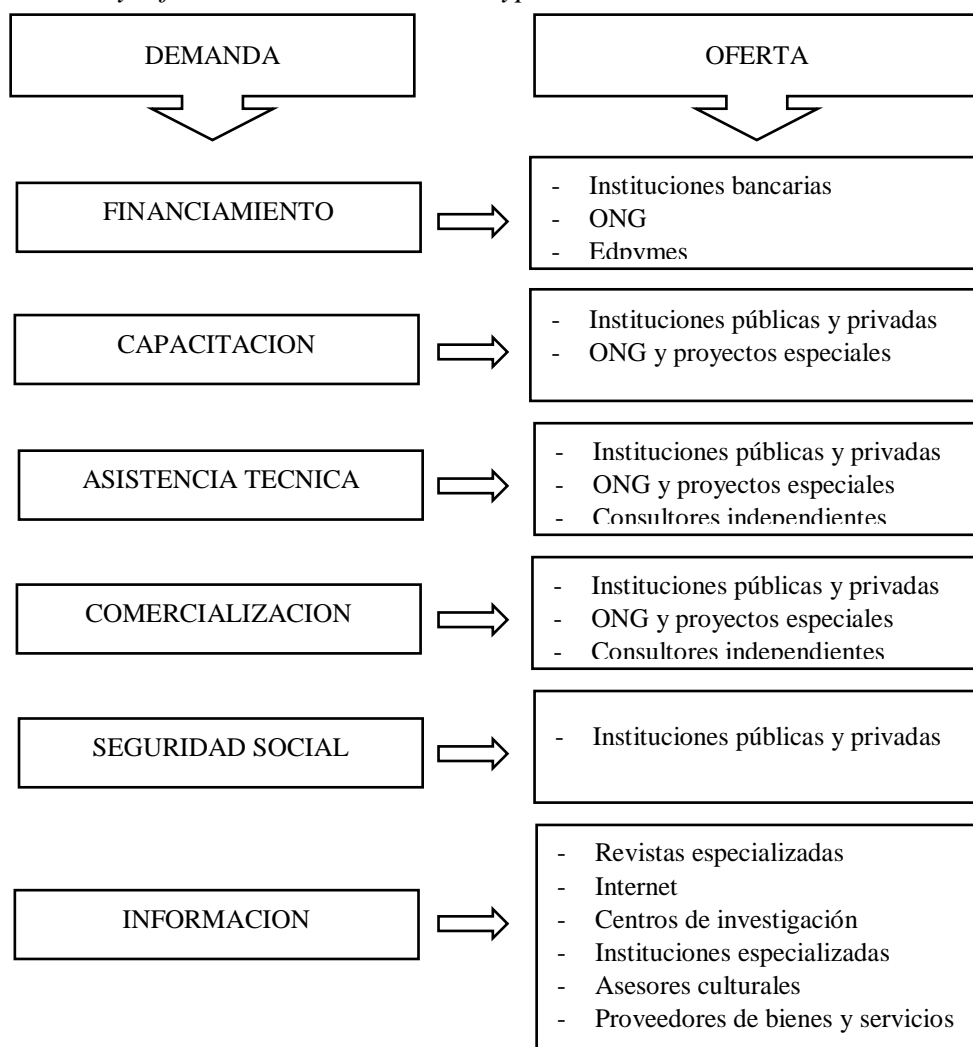 DEMANDA
OFERTA
FINANCIAMIENTO
- Instituciones bancarias
- ONG
- Edpymes
CAPACITACION
- Instituciones públicas y privadas
- ONG y proyectos especiales
ASISTENCIA TECNICA
- Instituciones públicas y privadas
- ONG y proyectos especiales
- Consultores independientes
COMERCIALIZACION
- Instituciones públicas y privadas
- ONG y proyectos especiales
- Consultores independientes
SEGURIDAD SOCIAL
- Instituciones públicas y privadas
INFORMACION
- Revistas especializadas
- Internet
- Centros de investigación
- Instituciones especializadas
- Asesores culturales
- Proveedores de bienes y servicios